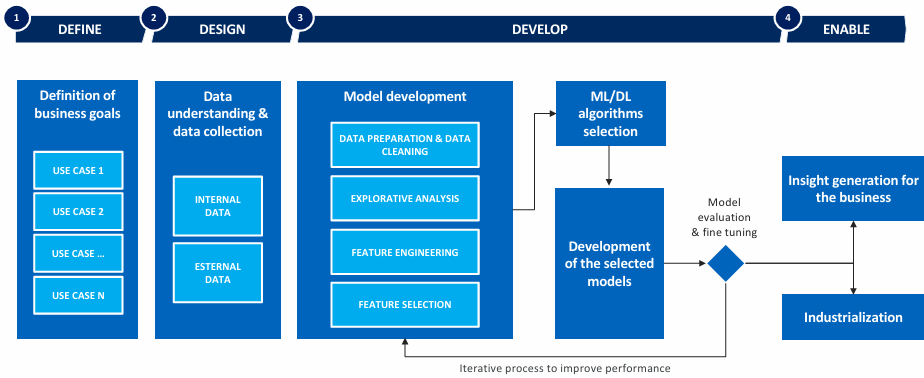 1
DEFINE
2
DESIGN
3
DEVELOP
4
ENABLE
Definition of
business goals
USE CASE 1
USE CASE 2
USE CASE ...
USE CASE N
Data
understanding &
data collection
INTERNAL
DATA
ESTERNAL
DATA
Model development
DATA PREPARATION & DATA
CLEANING
EXPLORATIVE ANALYSIS
FEATURE ENGINEERING
FEATURE SELECTION
ML/DL
algorithms
selection
Development
of the selected
models
Model
evaluation
& fine tuning
Insight generation for
the business
Industrialization
Iterative process to improve performance